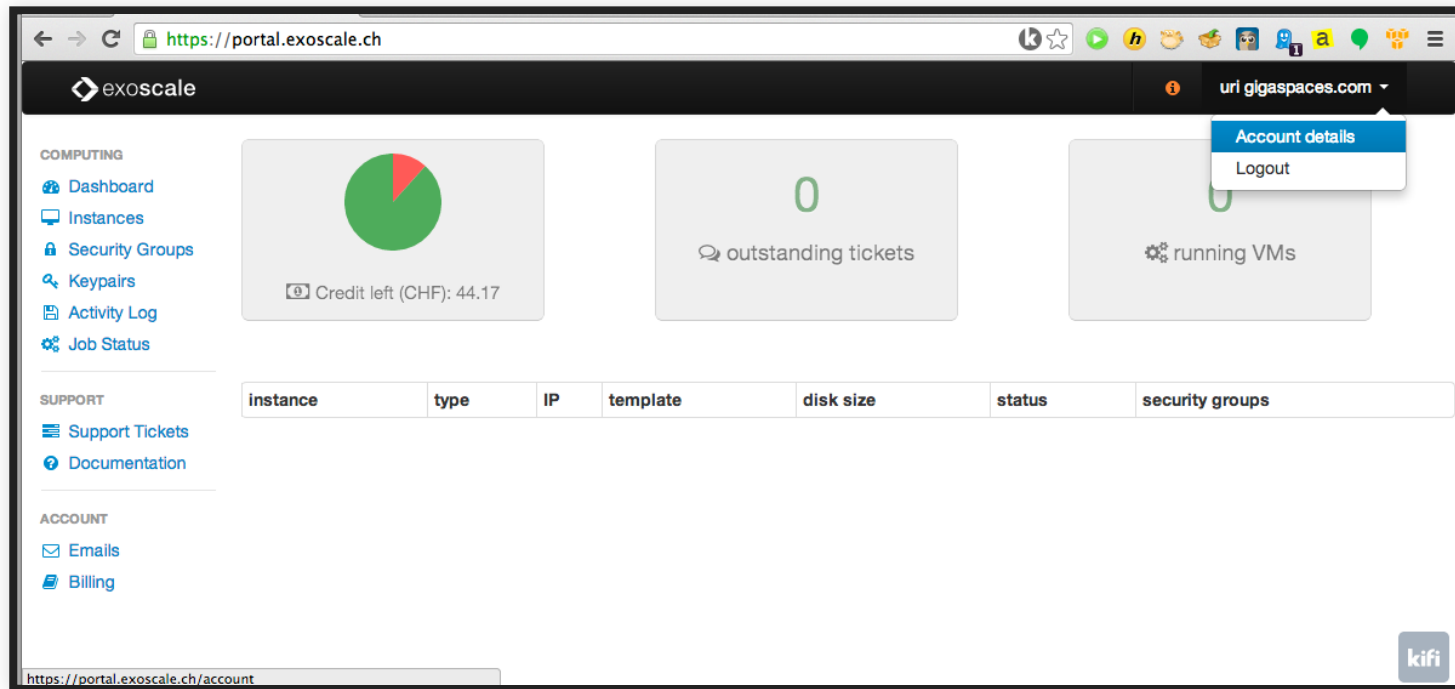 https://portal.exoscale.ch
k
h
1
a
exoscale
uri gigaspaces.com
Account details
Logout
COMPUTING
Dashboard
Instances
Security Groups
Keypairs
Activity Log
Job Status
Credit left (CHF): 44.17
0
outstanding tickets
0
running VMs
SUPPORT
Support Tickets
Documentation
instance type IP template disk size status security groups
ACCOUNT
Emails
Billing
kifi
https://portal.exoscale.ch/account